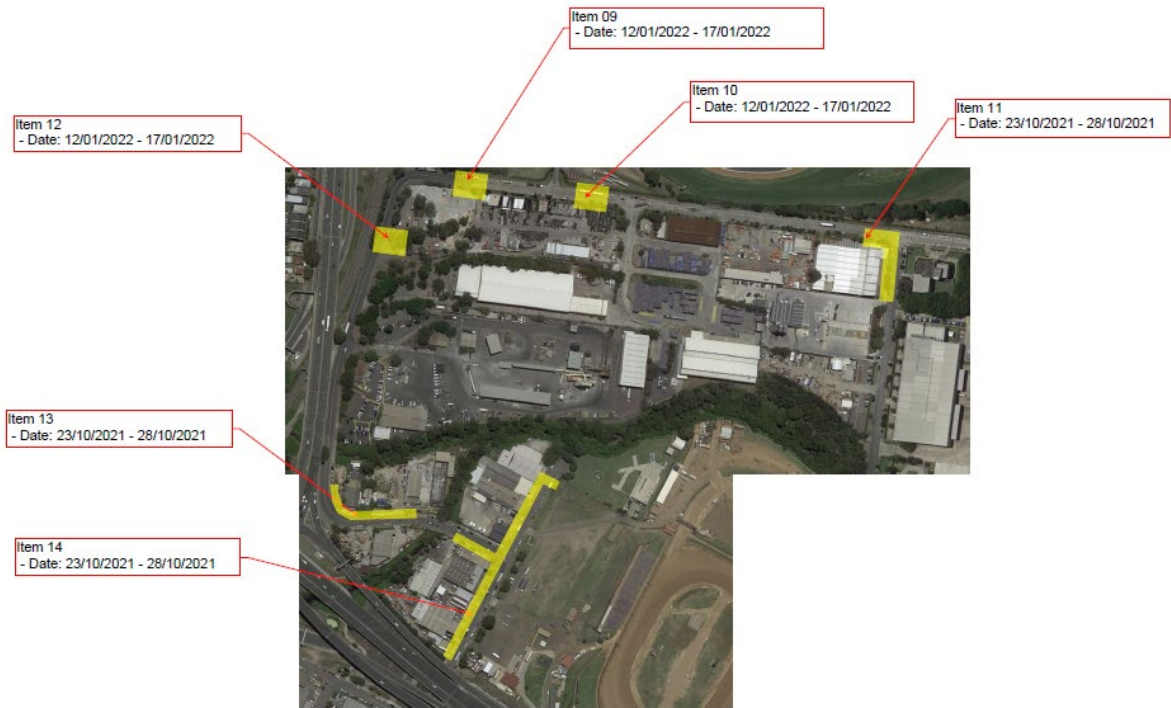 Item 09
- Date: 12/01/2022 - 17/01/2022
Item 10
- Date: 12/01/2022 - 17/01/2022
Item 11
- Date: 23/10/2021 - 28/10/2021
Item 12
- Date: 12/01/2022 - 17/01/2022
Item 13
- Date: 23/10/2021 - 28/10/2021
Item 14
- Date: 23/10/2021 - 28/10/2021